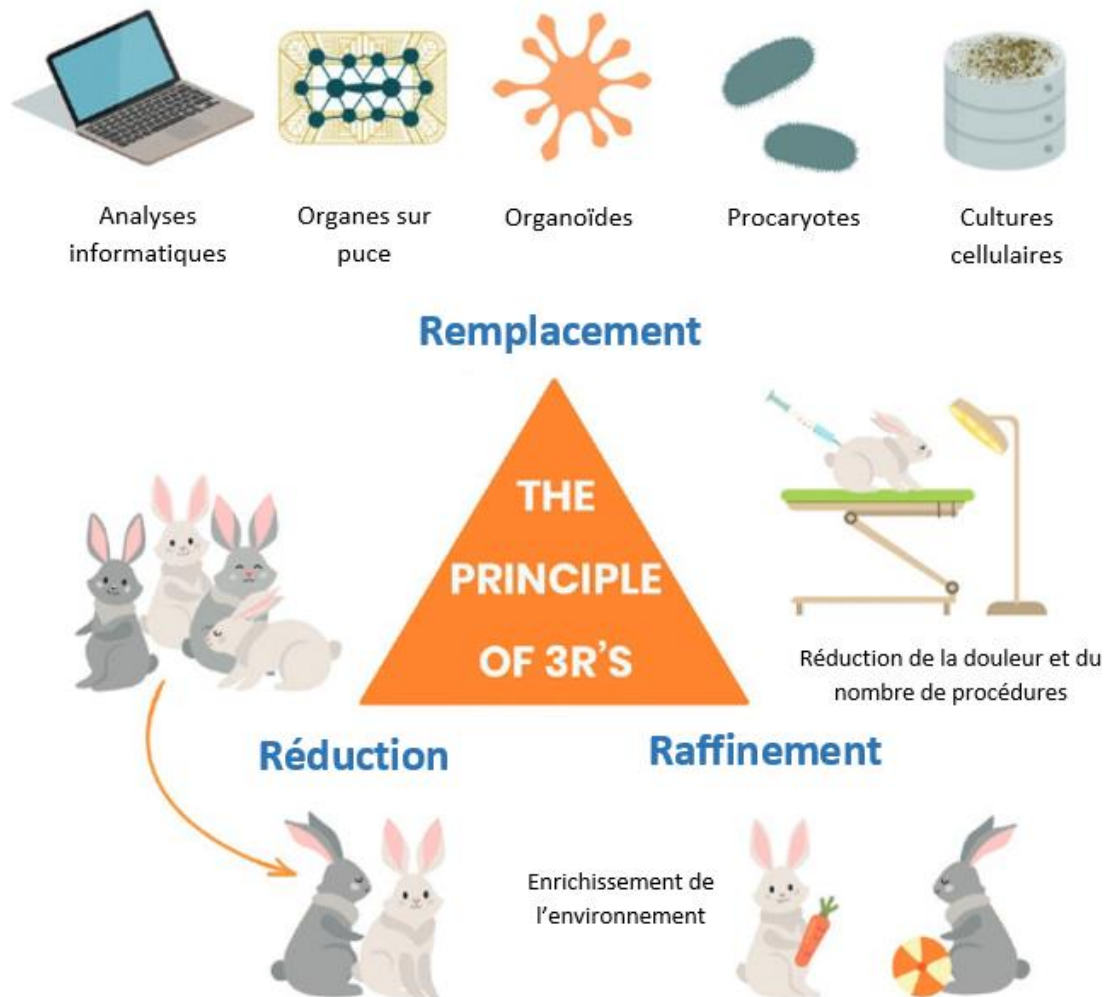 Analyses
informatiques
Organes sur
puce
Organoïdes
Procaryotes
Cultures
cellulaires
Remplacement
THE
PRINCIPLE
OF 3R'S
Réduction de la douleur et du
nombre de procédures
Réduction
Raffinement
Enrichissement de
l'environnement